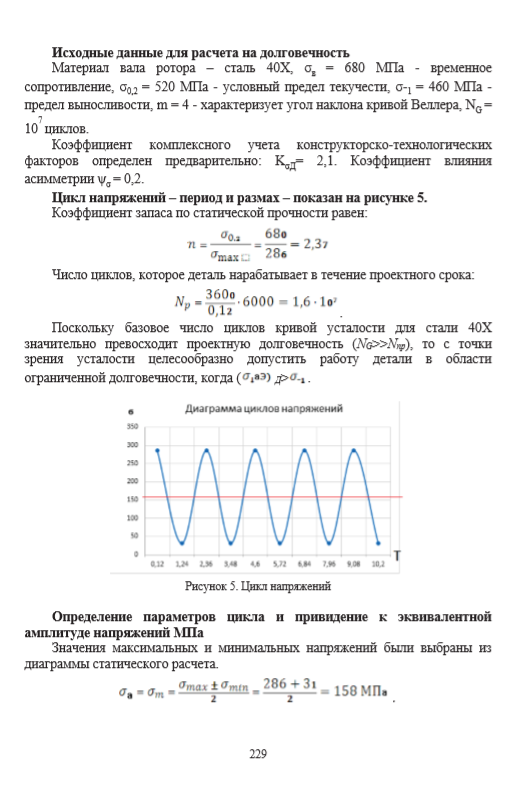 Исходные данные для расчета на долговечность
Материал вала ротора – сталь 40Х, σв = 680 МПа - временное
сопротивление, σ0,2 = 520 МПа - условный предел текучести, σ-1 = 460 МПа -
предел выносливости, m = 4 - характеризует угол наклона кривой Веллера, NG =
10^7 циклов.
Коэффициент комплексного учета конструкторско-технологических
факторов определен предварительно: KσД= 2,1. Коэффициент влияния
асимметрии ψσ = 0,2.
Цикл напряжений – период и размах – показан на рисунке 5.
Коэффициент запаса по статической прочности равен:
n = σ0.2 / σmax = 680 / 286 = 2,37
Число циклов, которое деталь нарабатывает в течение проектного срока:
Np = 3600 / 0,12 · 6000 = 1,6 · 10^7 .
Поскольку базовое число циклов кривой усталости для стали 40Х
значительно превосходит проектную долговечность (NG>>Nпр), то с точки
зрения усталости целесообразно допустить работу детали в области
ограниченной долговечности, когда (σ1аэ) д>σ-1 .
в Диаграмма циклов напряжений
350
300
250
200
150
100
50
0
0,12 1,24 2,36 3,48 4,6 5,72 6,84 7,96 9,08 10,2 T
Рисунок 5. Цикл напряжений
Определение параметров цикла и привидение к эквивалентной
амплитуде напряжений МПа
Значения максимальных и минимальных напряжений были выбраны из
диаграммы статического расчета.
σа = σm = σmax ± σmin / 2 = 286 + 31 / 2 = 158 МПа .
229